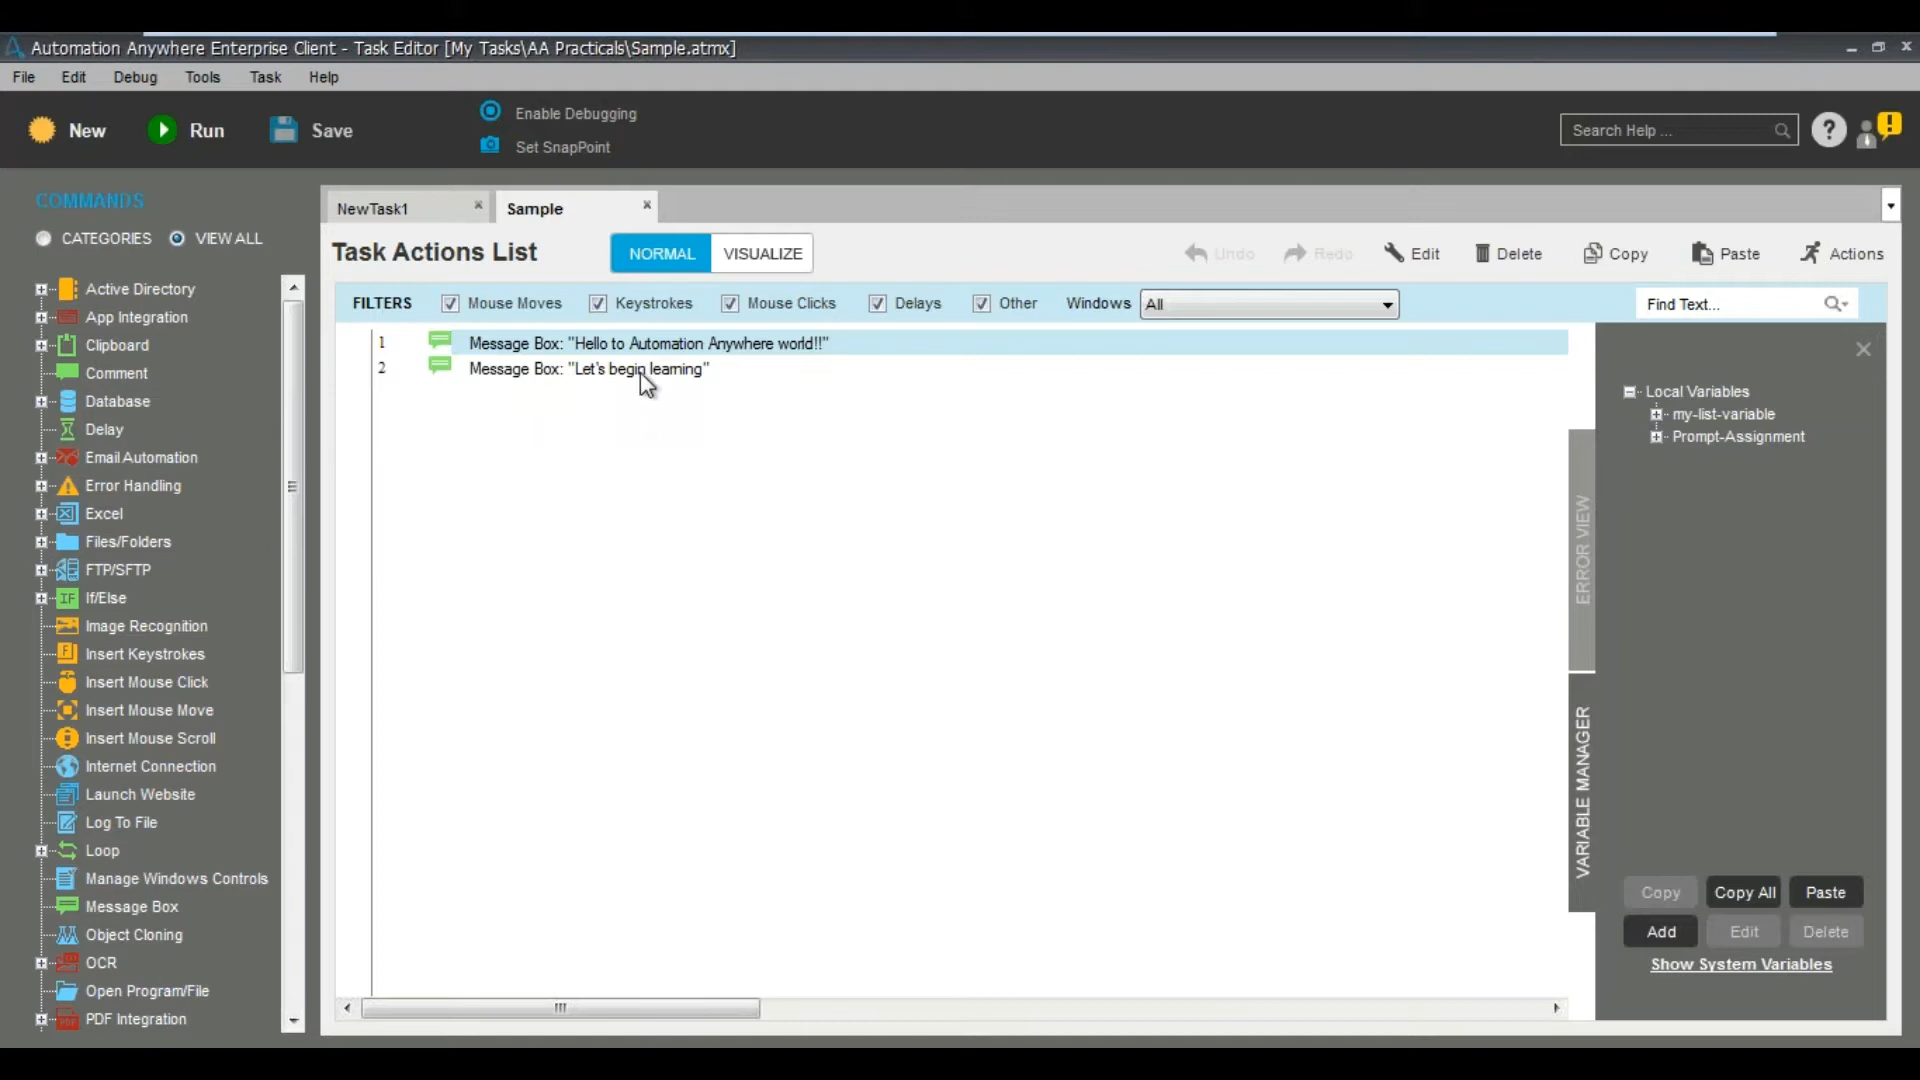 Automation Anywhere Enterprise Client - Task Editor [My Tasks\AA Practicals\Sample.atmx]
File Edit Debug Tools Task Help
New Run Save
Enable Debugging
Set SnapPoint
Search Help ...
COMMANDS
CATEGORIES VIEW ALL
Active Directory
App Integration
Clipboard
Comment
Database
Delay
Email Automation
Error Handling
Excel
Files/Folders
FTP/SFTP
If/Else
Image Recognition
Insert Keystrokes
Insert Mouse Click
Insert Mouse Move
Insert Mouse Scroll
Internet Connection
Launch Website
Log To File
Loop
Manage Windows Controls
Message Box
Object Cloning
OCR
Open Program/File
PDF Integration
NewTask1 Sample
Task Actions List NORMAL VISUALIZE Undo Redo Edit Delete Copy Paste Actions
FILTERS Mouse Moves Keystrokes Mouse Clicks Delays Other Windows All Find Text...
1 Message Box: "Hello to Automation Anywhere world!!"
2 Message Box: "Let's begin learning"
ERROR VIEW
VARIABLE MANAGER
Local Variables
my-list-variable
Prompt-Assignment
Copy Copy All Paste
Add Edit Delete
Show System Variables